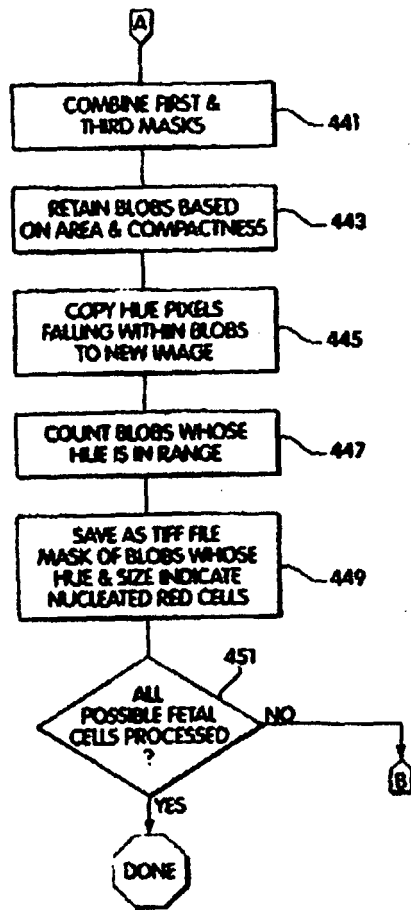 A
COMBINE FIRST &
THIRD MASKS
441
RETAIN BLOBS BASED
ON AREA & COMPACTNESS
443
COPY HUE PIXELS
FALLING WITHIN BLOBS
TO NEW IMAGE
445
COUNT BLOBS WHOSE
HUE IS IN RANGE
447
SAVE AS TIFF FILE
MASK OF BLOBS WHOSE
HUE & SIZE INDICATE
NUCLEATED RED CELLS
449
451
ALL
POSSIBLE FETAL
CELLS PROCESSED
?
NO
B
YES
DONE